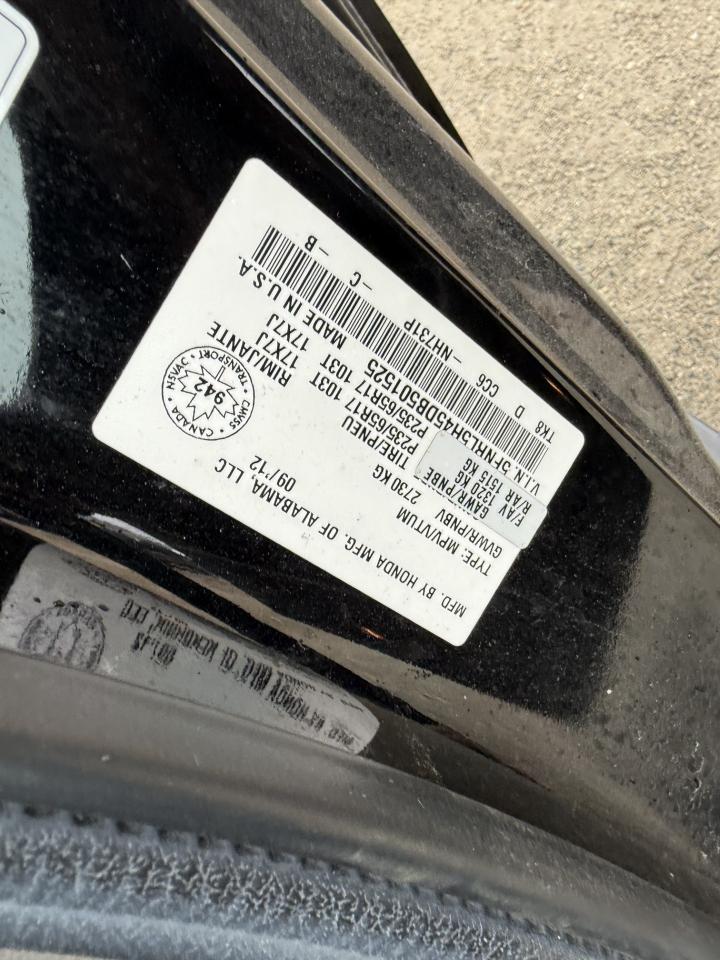 MFD. BY HONDA MFG. OF ALABAMA, LLC
09/12
TYPE: MPV/VTUM
GVWR/PNBV 2730 KG
GAWR/PNBE
F/AV 1320 KG
R/AR 1515 KG
TIRE/PNEU RIM/JANTE
P235/65R17 103T 17X7J
P235/65R17 103T 17X7J
V.I.N. 5FNRL5H45DB501525 MADE IN U.S.A.
TK8 D CC6 -NH731P -C -B
CANADA • NSVAC • TRANSPORT CMVSS
942